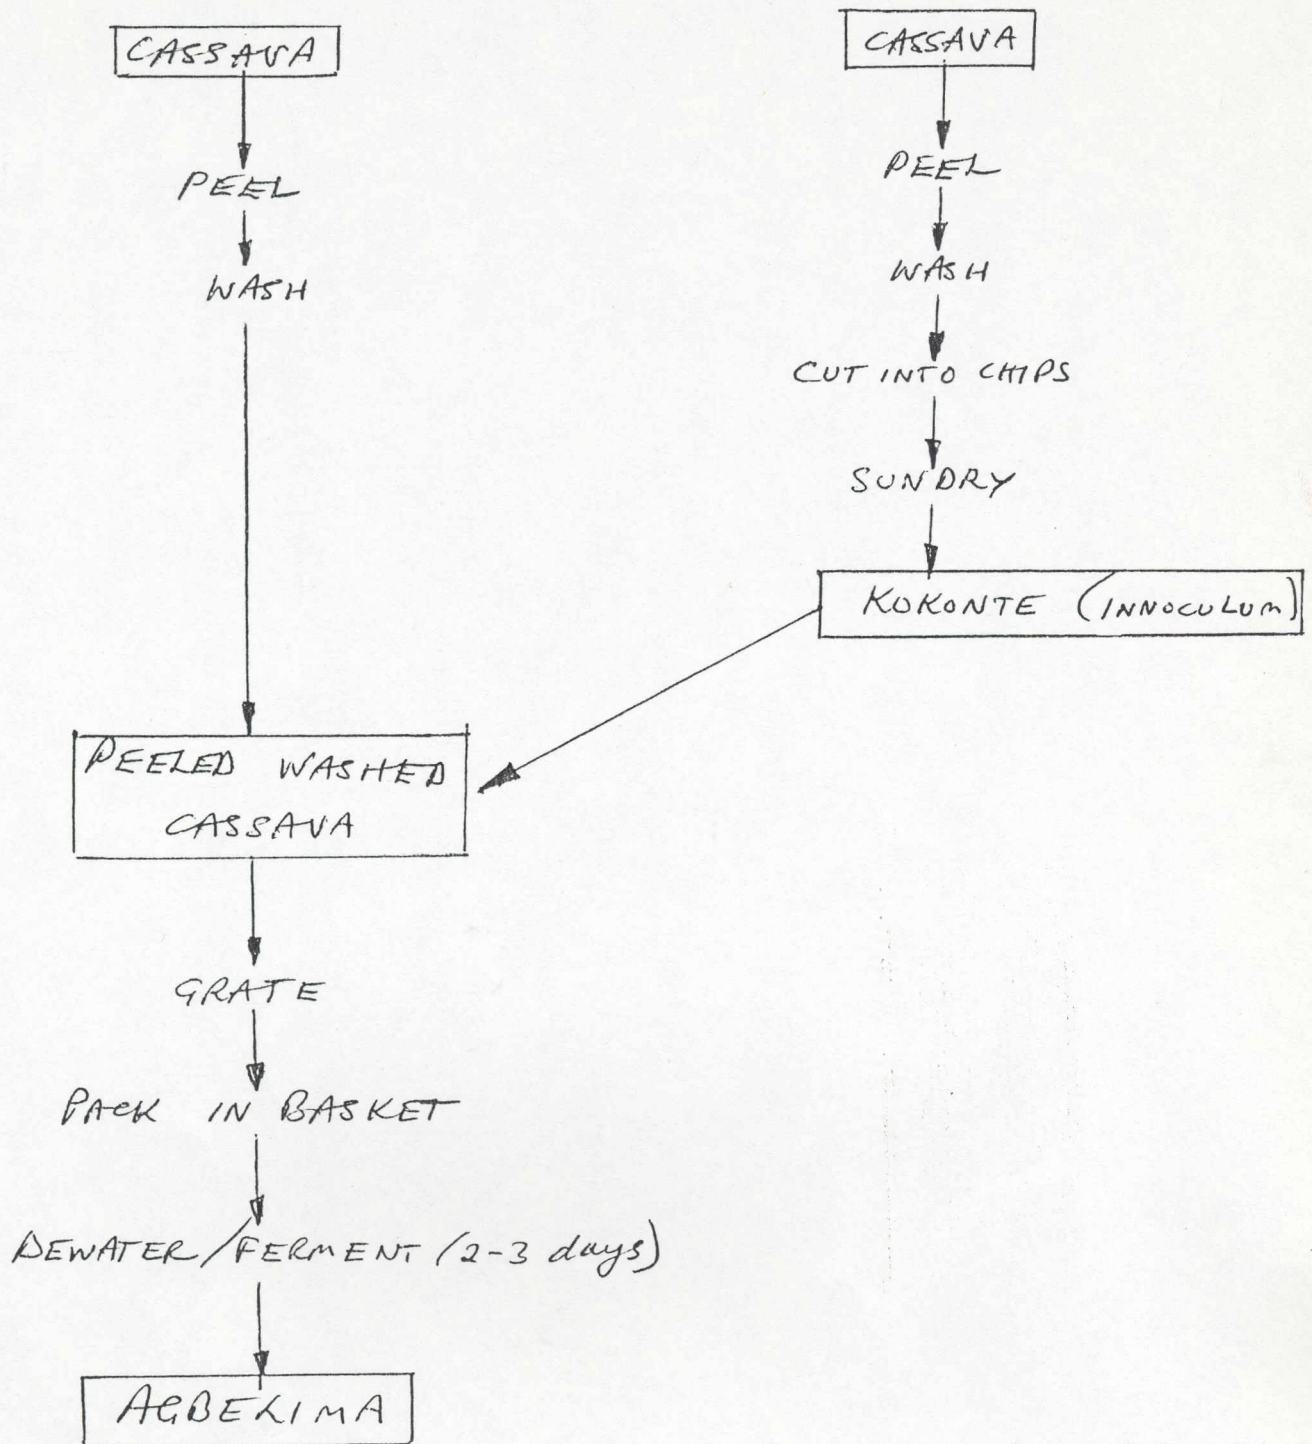 CASSAVA
PEEL
WASH
CASSAVA
PEEL
WASH
CUT INTO CHIPS
SUNDRY
KOKONTE (INNOCULUM)
PEELED WASHED
CASSAVA
GRATE
PACK IN BASKET
DEWATER/FERMENT (2-3 days)
AGBELIMA